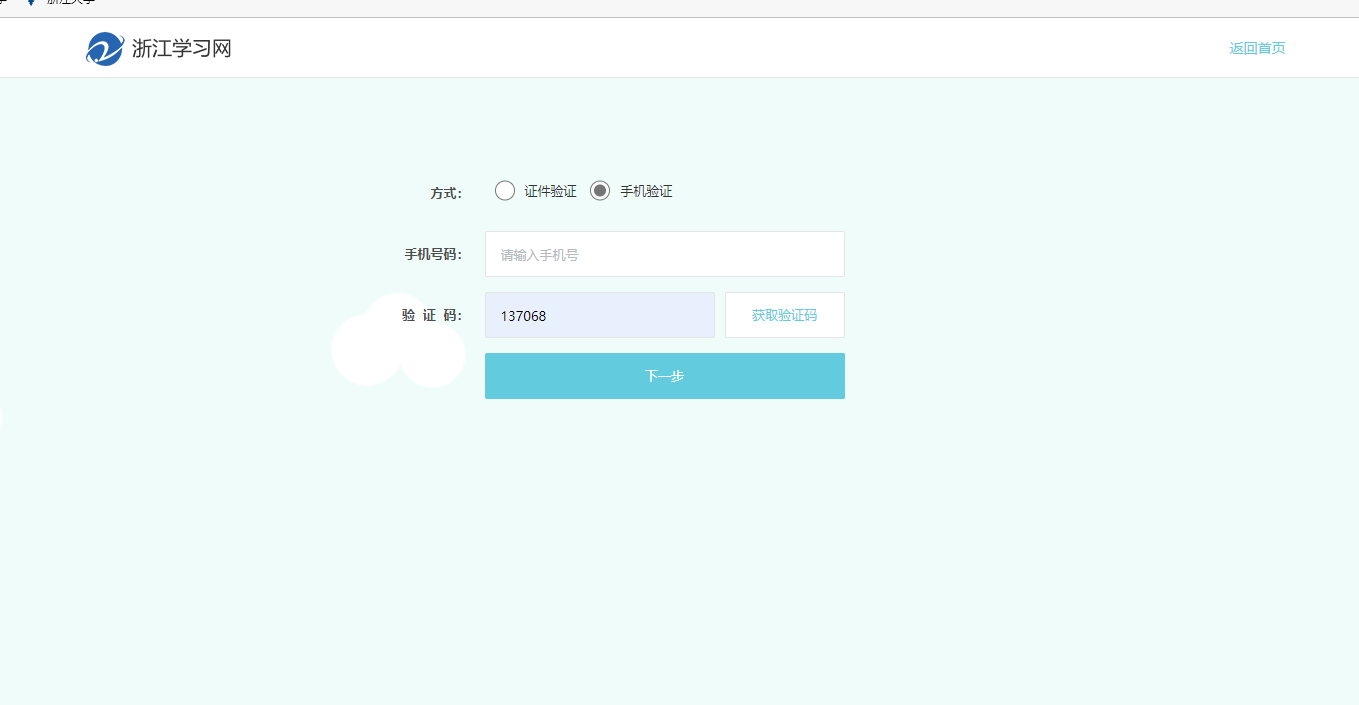 浙江学习网
返回首页
方式： 证件验证 手机验证
手机号码： 请输入手机号
验 证 码： 137068 获取验证码
下一步